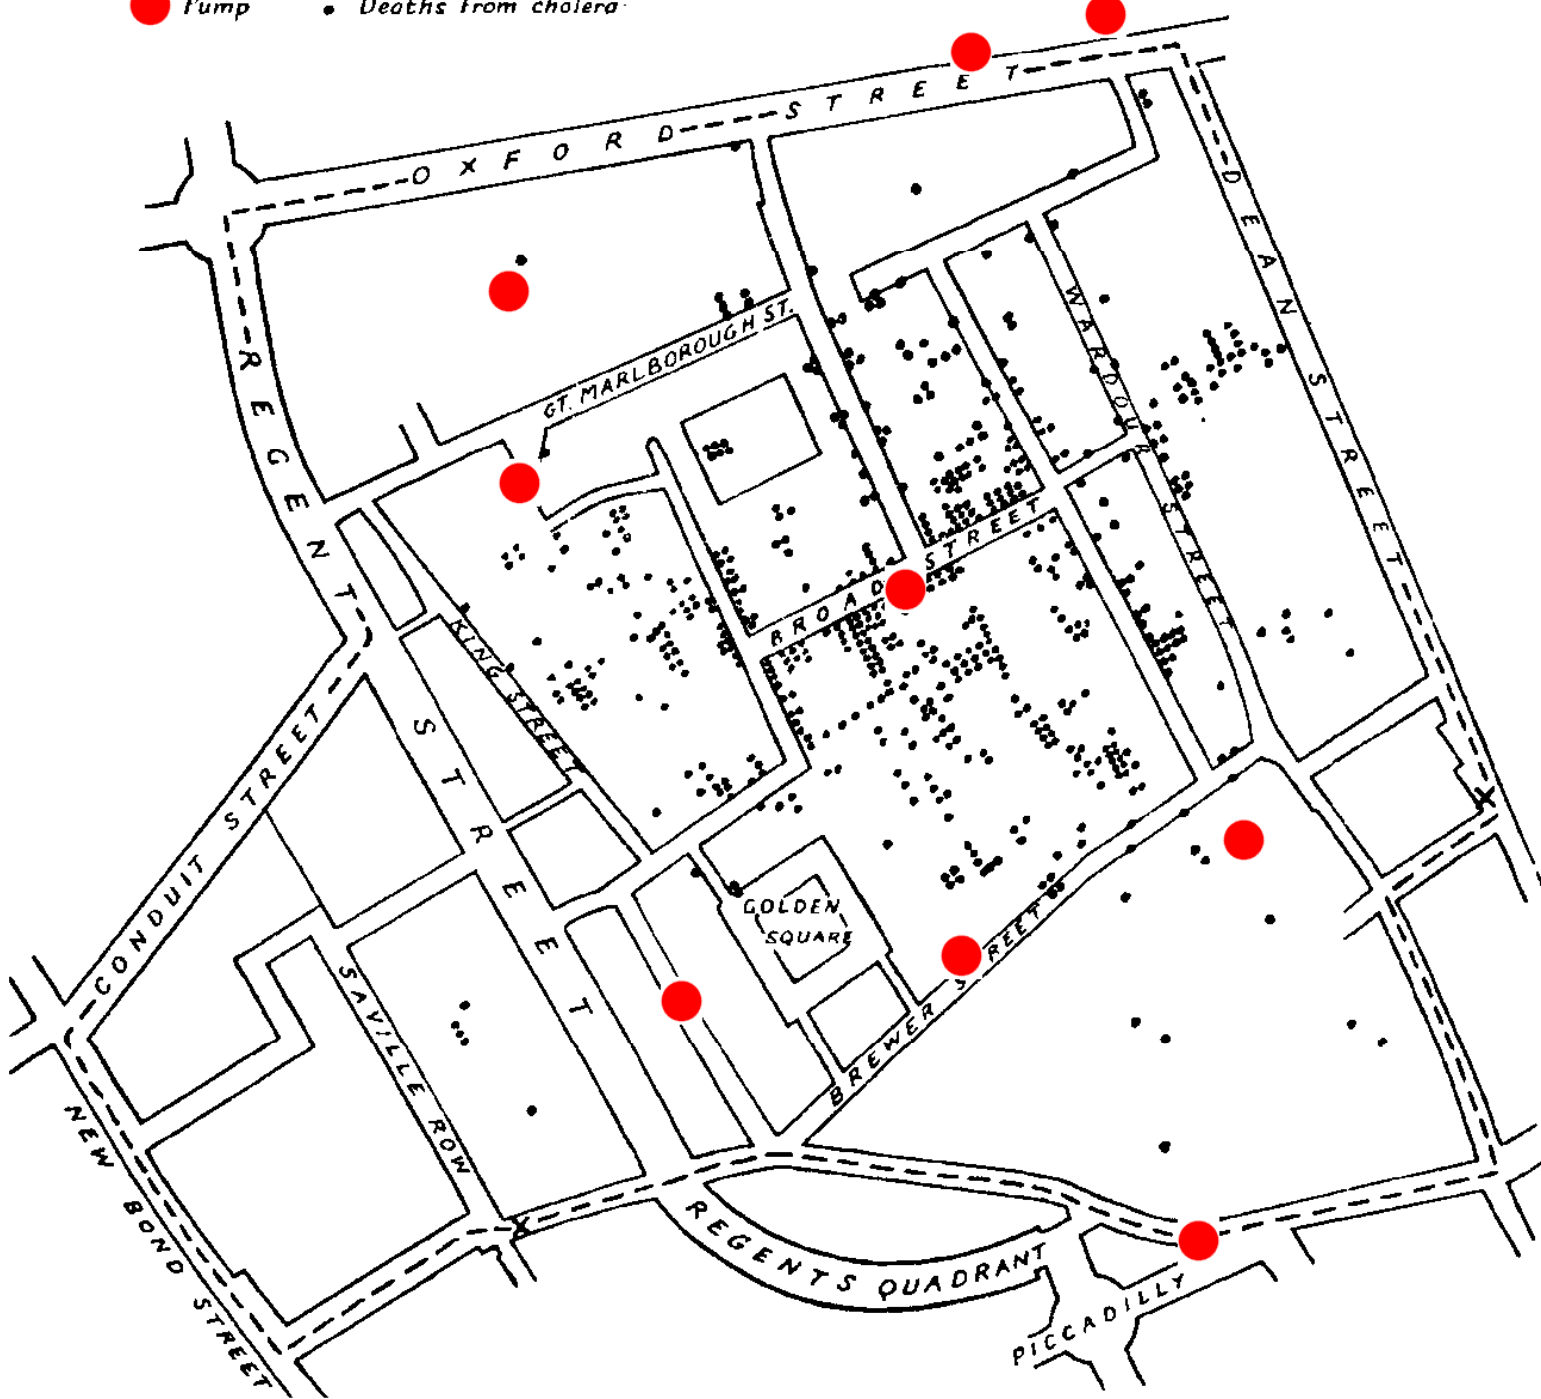 Pump
Deaths from cholera
OXFORD STREET
DEAN STREET
WARDOUR STREET
REGENT STREET
GT. MARLBOROUGH ST.
BROAD STREET
KING STREET
CONDUIT STREET
GOLDEN
SQUARE
SAVILLE ROW
BREWER S REET
NEW BOND STREET
REGENTS QUADRANT
PICCADILLY
X
X